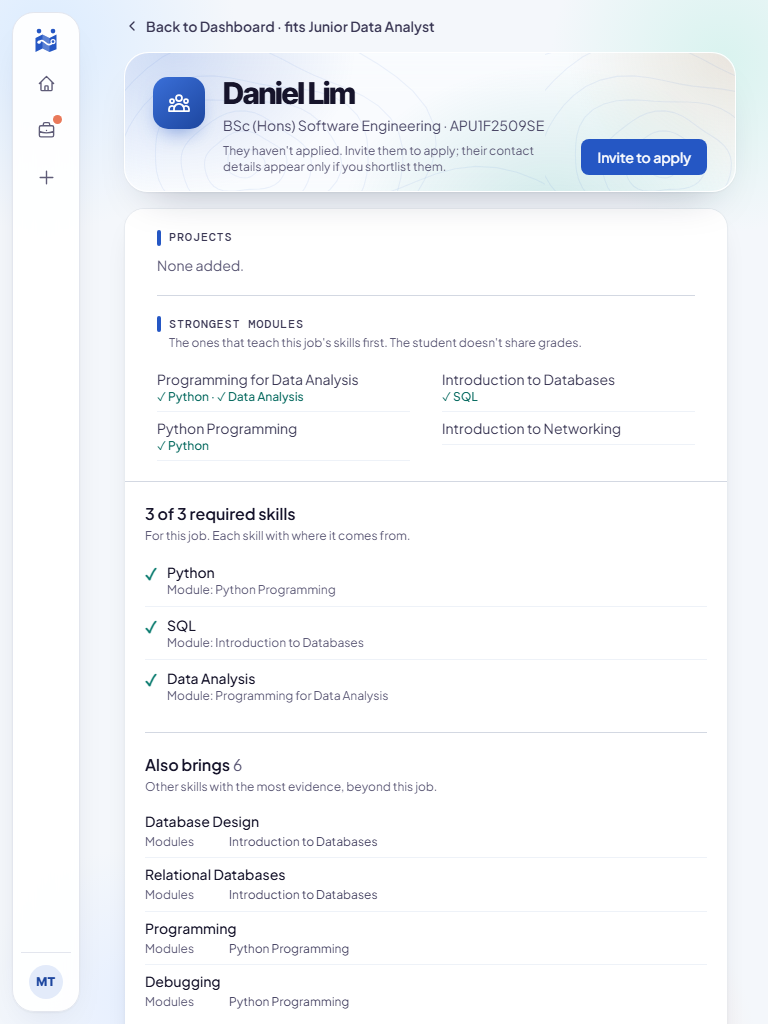 Back to Dashboard · fits Junior Data Analyst
Daniel Lim
BSc (Hons) Software Engineering · APU1F2509SE
They haven't applied. Invite them to apply; their contact
details appear only if you shortlist them.
Invite to apply
PROJECTS
None added.
STRONGEST MODULES
The ones that teach this job's skills first. The student doesn't share grades.
Programming for Data Analysis
✓ Python · ✓ Data Analysis
Introduction to Databases
✓ SQL
Python Programming
✓ Python
Introduction to Networking
3 of 3 required skills
For this job. Each skill with where it comes from.
✓ Python
Module: Python Programming
✓ SQL
Module: Introduction to Databases
✓ Data Analysis
Module: Programming for Data Analysis
Also brings 6
Other skills with the most evidence, beyond this job.
Database Design
Modules Introduction to Databases
Relational Databases
Modules Introduction to Databases
Programming
Modules Python Programming
Debugging
Modules Python Programming
MT